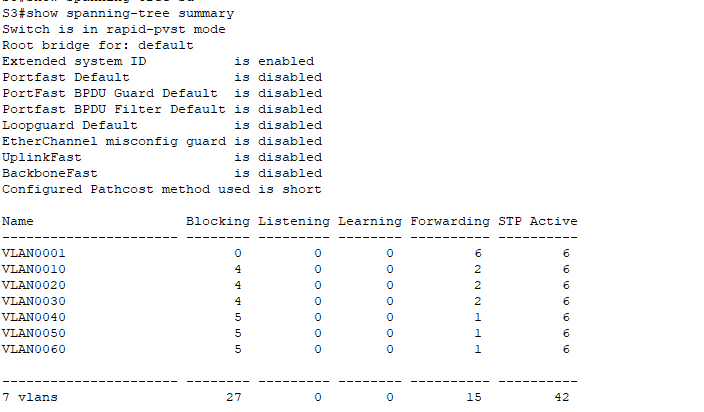 S3#show spanning-tree summary
Switch is in rapid-pvst mode
Root bridge for: default
Extended system ID           is enabled
Portfast Default             is disabled
PortFast BPDU Guard Default  is disabled
Portfast BPDU Filter Default is disabled
Loopguard Default            is disabled
EtherChannel misconfig guard is disabled
UplinkFast                   is disabled
BackboneFast                 is disabled
Configured Pathcost method used is short

Name                   Blocking Listening Learning Forwarding STP Active
---------------------- -------- --------- -------- ---------- ----------
VLAN0001                     0         0        0          6          6
VLAN0010                     4         0        0          2          6
VLAN0020                     4         0        0          2          6
VLAN0030                     4         0        0          2          6
VLAN0040                     5         0        0          1          6
VLAN0050                     5         0        0          1          6
VLAN0060                     5         0        0          1          6

---------------------- -------- --------- -------- ---------- ----------
7 vlans                     27         0        0         15         42